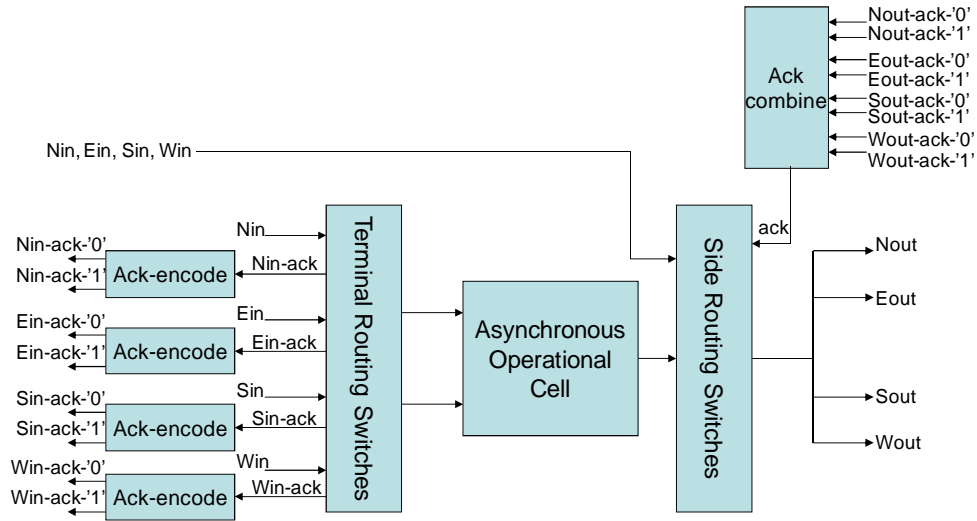 Nout-ack-'0'
Nout-ack-'1'
Eout-ack-'0'
Eout-ack-'1'
Sout-ack-'0'
Sout-ack-'1'
Wout-ack-'0'
Wout-ack-'1'
Ack
combine
Nin, Ein, Sin, Win
ack
Nin
Nin-ack
Nin-ack-'0'
Nin-ack-'1'
Ack-encode
Ein
Ein-ack
Ein-ack-'0'
Ein-ack-'1'
Ack-encode
Sin
Sin-ack
Sin-ack-'0'
Sin-ack-'1'
Ack-encode
Win
Win-ack
Win-ack-'0'
Win-ack-'1'
Ack-encode
Terminal Routing Switches
Asynchronous
Operational
Cell
Side Routing Switches
Nout
Eout
Sout
Wout